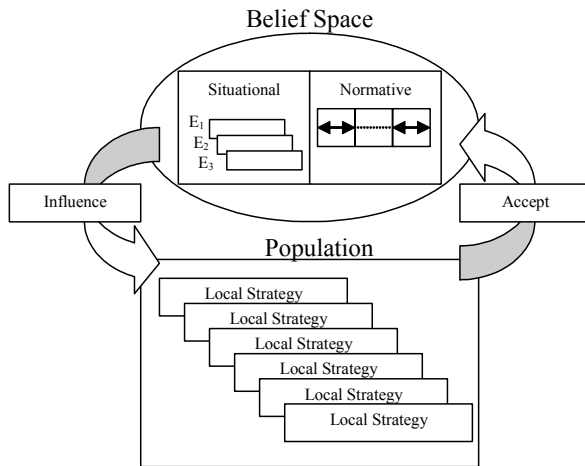 Belief Space
Situational
Normative
E1
E2
E3
Influence
Accept
Population
Local Strategy
Local Strategy
Local Strategy
Local Strategy
Local Strategy
Local Strategy